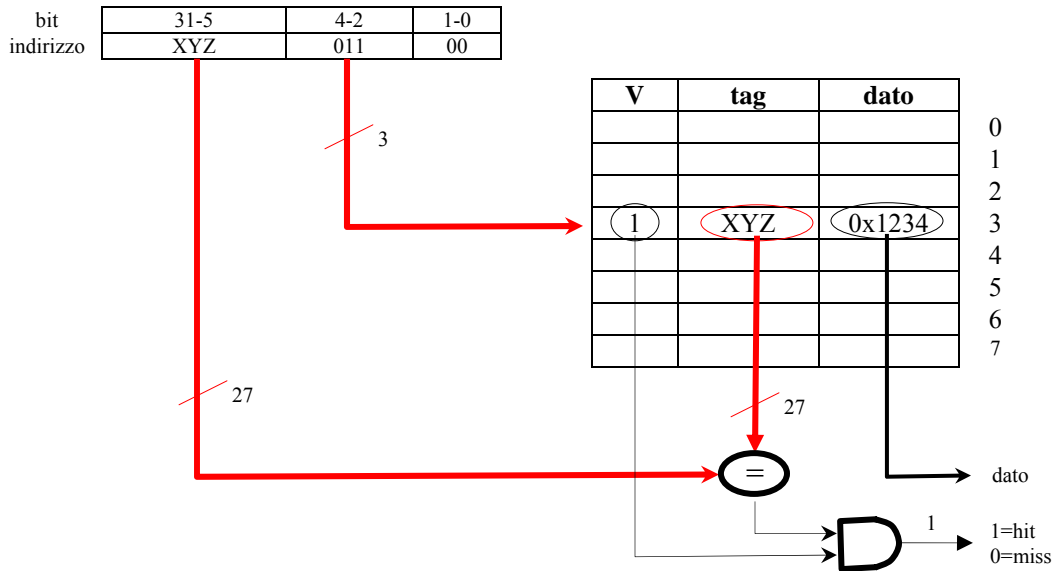 bit 31-5 4-2 1-0
indirizzo XYZ 011 00
V tag dato
0
3
1
2
1 XYZ 0x1234 3
4
5
6
7
27
27
=
dato
1
1=hit
0=miss